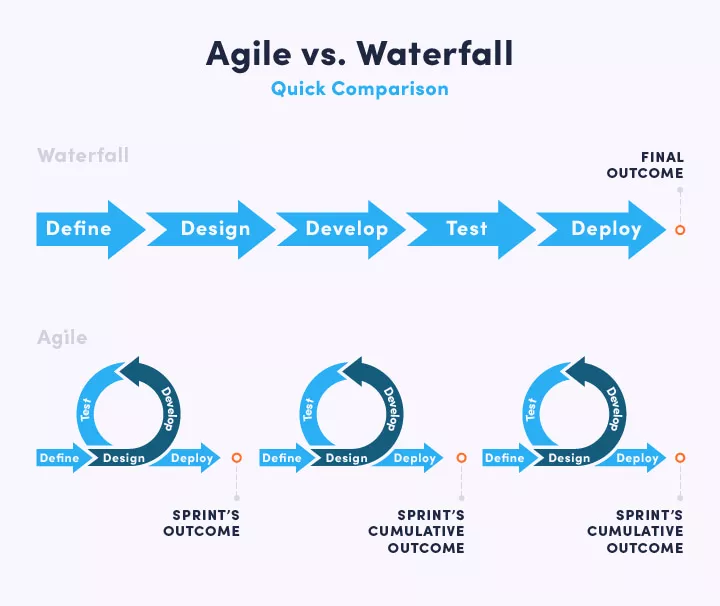 Agile vs. Waterfall
Quick Comparison
Waterfall
FINAL
OUTCOME
Define
Design
Develop
Test
Deploy
Agile
Test
Develop
Define
Design
Deploy
SPRINT'S
OUTCOME
Test
Develop
Define
Design
Deploy
SPRINT'S
CUMULATIVE
OUTCOME
Test
Develop
Define
Design
Deploy
SPRINT'S
CUMULATIVE
OUTCOME